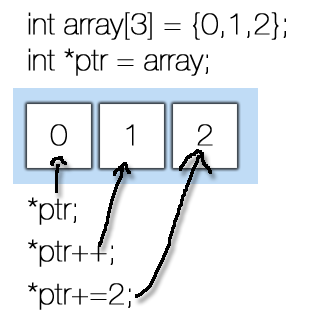 int array[3] = {0,1,2};
int *ptr = array;
0 1 2
*ptr;
*ptr++;
*ptr+=2;